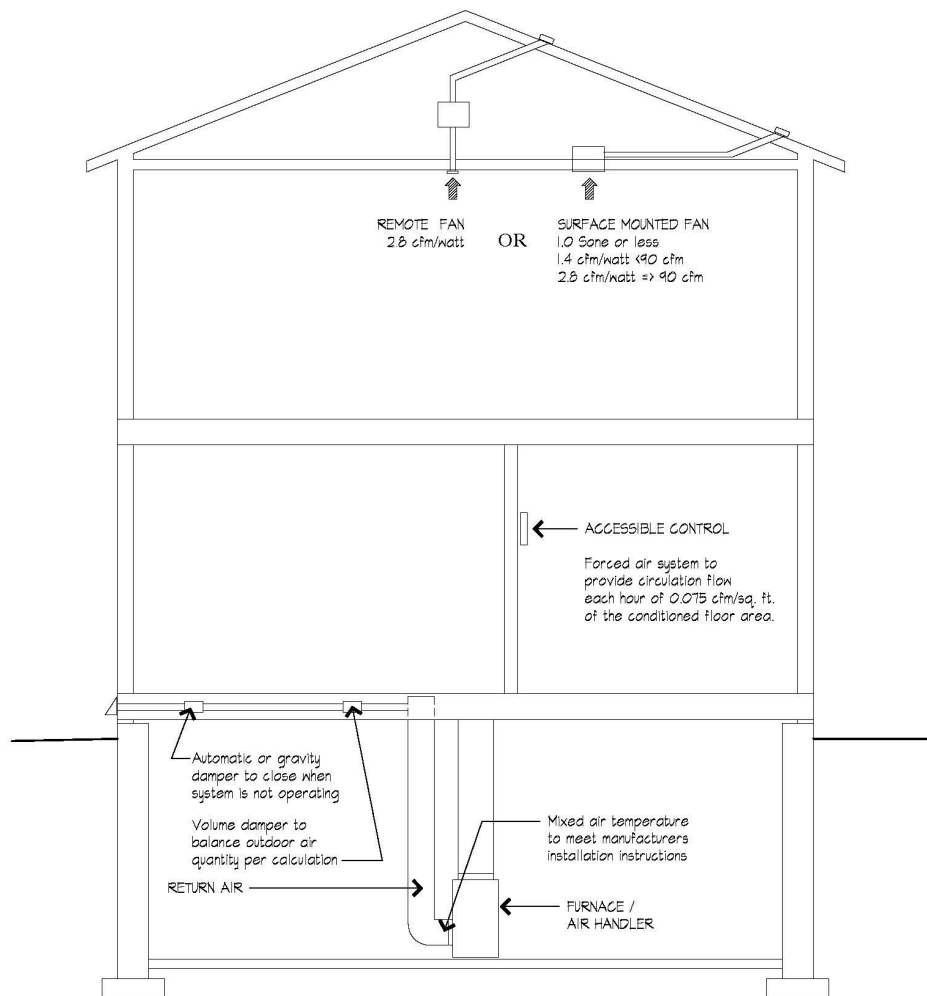 REMOTE FAN
2.8 cfm/watt
OR
SURFACE MOUNTED FAN
1.0 Sone or less
1.4 cfm/watt <90 cfm
2.8 cfm/watt => 90 cfm
ACCESSIBLE CONTROL
Forced air system to
provide circulation flow
each hour of 0.075 cfm/sq. ft.
of the conditioned floor area.
Automatic or gravity
damper to close when
system is not operating
Volume damper to
balance outdoor air
quantity per calculation
RETURN AIR
Mixed air temperature
to meet manufacturers
installation instructions
FURNACE /
AIR HANDLER